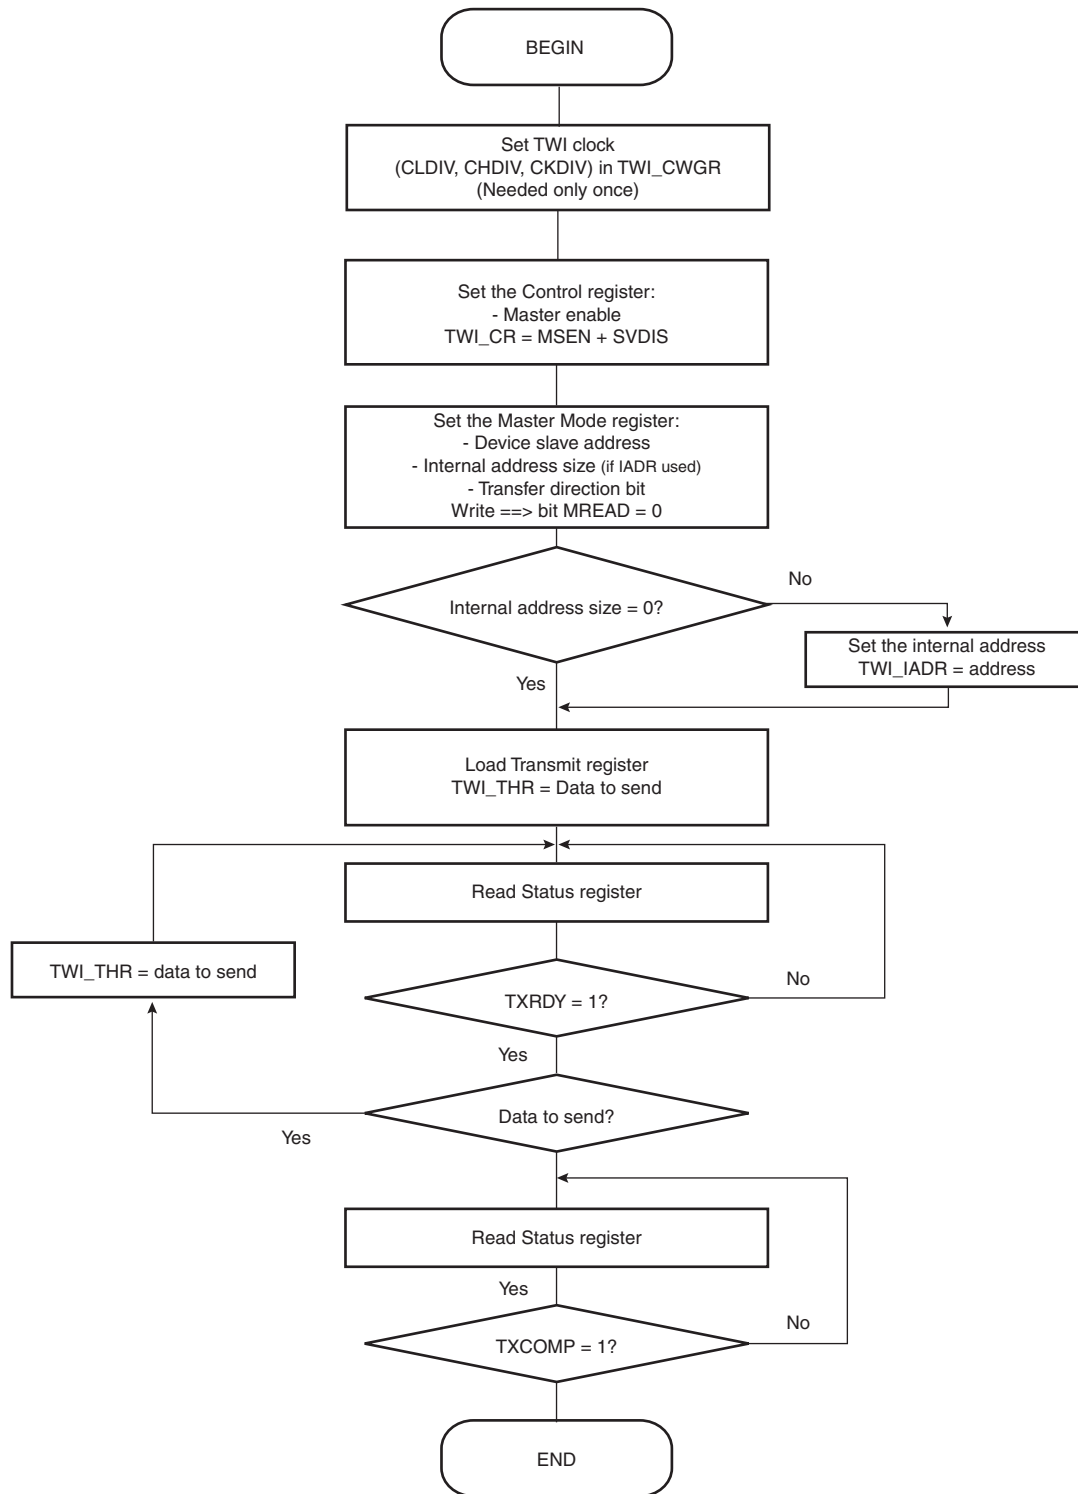 BEGIN
Set TWI clock
(CLDIV, CHDIV, CKDIV) in TWI_CWGR
(Needed only once)
Set the Control register:
- Master enable
TWI_CR = MSEN + SVDIS
Set the Master Mode register:
- Device slave address
- Internal address size (if IADR used)
- Transfer direction bit
Write ==> bit MREAD = 0
No
Internal address size = 0?
Set the internal address
TWI_IADR = address
Yes
Load Transmit register
TWI_THR = Data to send
Read Status register
TWI_THR = data to send
No
TXRDY = 1?
Yes
Data to send?
Yes
Read Status register
Yes
No
TXCOMP = 1?
END